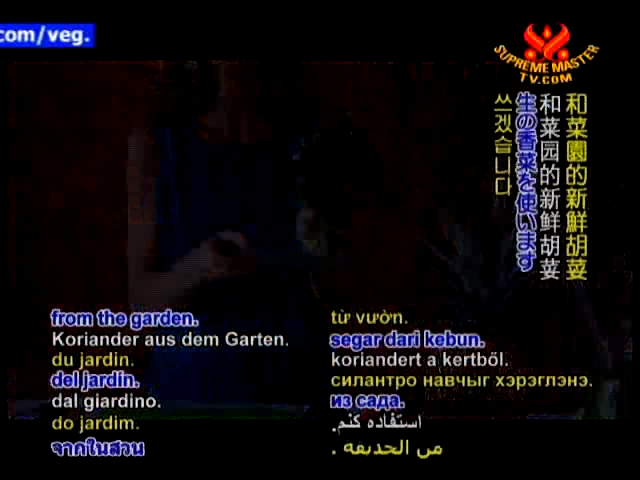 com/veg.
SUPREME MASTER
TV.COM
和菜園的新鮮胡荽
和菜园的新鲜胡荽
生の香菜を使います
쓰겠습니다
from the garden.
Koriander aus dem Garten.
du jardin.
del jardin.
dal giardino.
do jardim.
จากในสวน
từ vườn.
segar dari kebun.
koriandert a kertből.
силантро навчыг хэрэглэнэ.
из сада.
استفاده کنم.
من الحديقة .